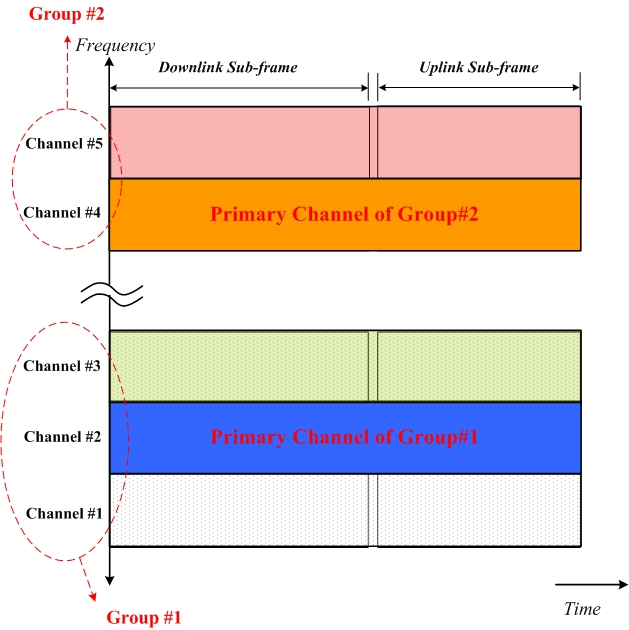 Group #2
Frequency
Downlink Sub-frame
Uplink Sub-frame
Channel #5
Channel #4
Primary Channel of Group#2
Channel #3
Channel #2
Primary Channel of Group#1
Channel #1
Group #1
Time